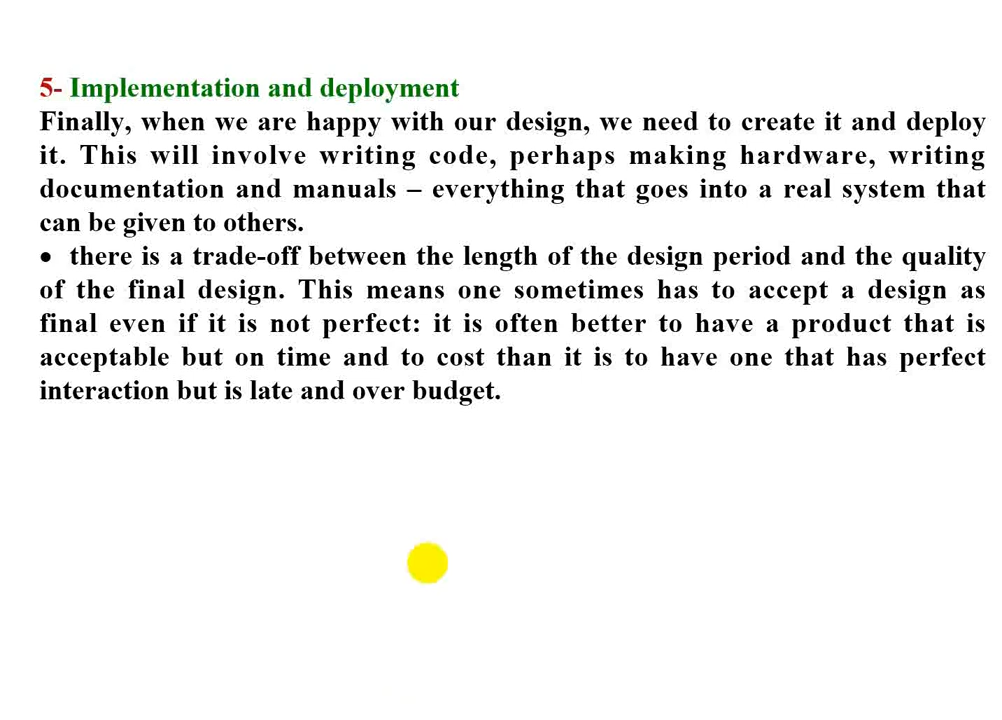 5- Implementation and deployment
Finally, when we are happy with our design, we need to create it and deploy
it. This will involve writing code, perhaps making hardware, writing
documentation and manuals – everything that goes into a real system that
can be given to others.
• there is a trade-off between the length of the design period and the quality
of the final design. This means one sometimes has to accept a design as
final even if it is not perfect: it is often better to have a product that is
acceptable but on time and to cost than it is to have one that has perfect
interaction but is late and over budget.